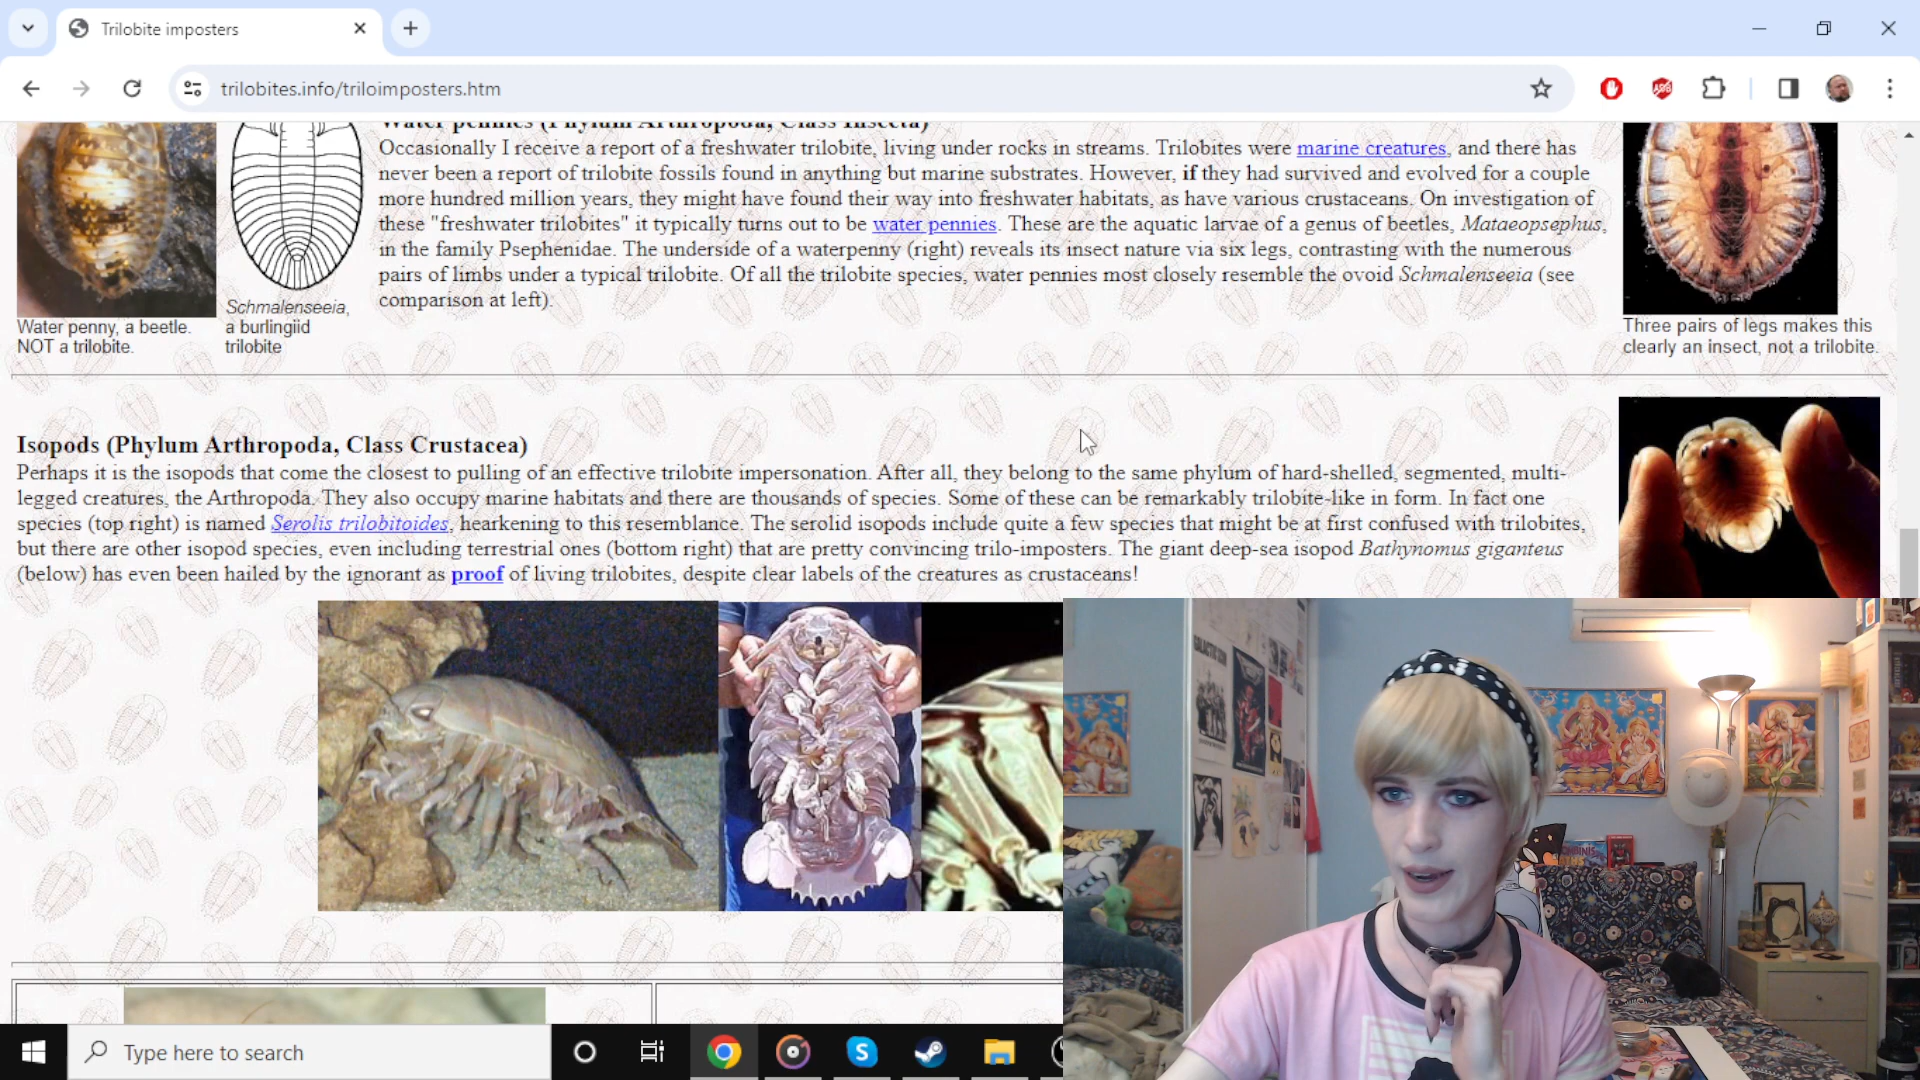 Trilobite imposters
trilobites.info/triloimposters.htm
Water pennies (Phylum Arthropoda, Class Insecta)
Occasionally I receive a report of a freshwater trilobite, living under rocks in streams. Trilobites were marine creatures, and there has
never been a report of trilobite fossils found in anything but marine substrates. However, if they had survived and evolved for a couple
more hundred million years, they might have found their way into freshwater habitats, as have various crustaceans. On investigation of
these "freshwater trilobites" it typically turns out to be water pennies. These are the aquatic larvae of a genus of beetles, Mataeopsephus,
in the family Psephenidae. The underside of a waterpenny (right) reveals its insect nature via six legs, contrasting with the numerous
pairs of limbs under a typical trilobite. Of all the trilobite species, water pennies most closely resemble the ovoid Schmalenseeia (see
comparison at left).
Water penny, a beetle.
NOT a trilobite.
Schmalenseeia,
a burlingiid
trilobite
Three pairs of legs makes this
clearly an insect, not a trilobite.
Isopods (Phylum Arthropoda, Class Crustacea)
Perhaps it is the isopods that come the closest to pulling of an effective trilobite impersonation. After all, they belong to the same phylum of hard-shelled, segmented, multi-
legged creatures, the Arthropoda. They also occupy marine habitats and there are thousands of species. Some of these can be remarkably trilobite-like in form. In fact one
species (top right) is named Serolis trilobitoides, hearkening to this resemblance. The serolid isopods include quite a few species that might be at first confused with trilobites,
but there are other isopod species, even including terrestrial ones (bottom right) that are pretty convincing trilo-imposters. The giant deep-sea isopod Bathynomus giganteus
(below) has even been hailed by the ignorant as proof of living trilobites, despite clear labels of the creatures as crustaceans!
Type here to search